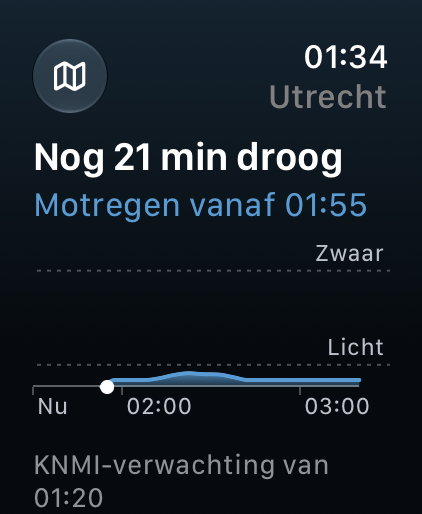 01:34
Utrecht
Nog 21 min droog
Motregen vanaf 01:55
Zwaar
Licht
Nu 02:00 03:00
KNMI-verwachting van
01:20